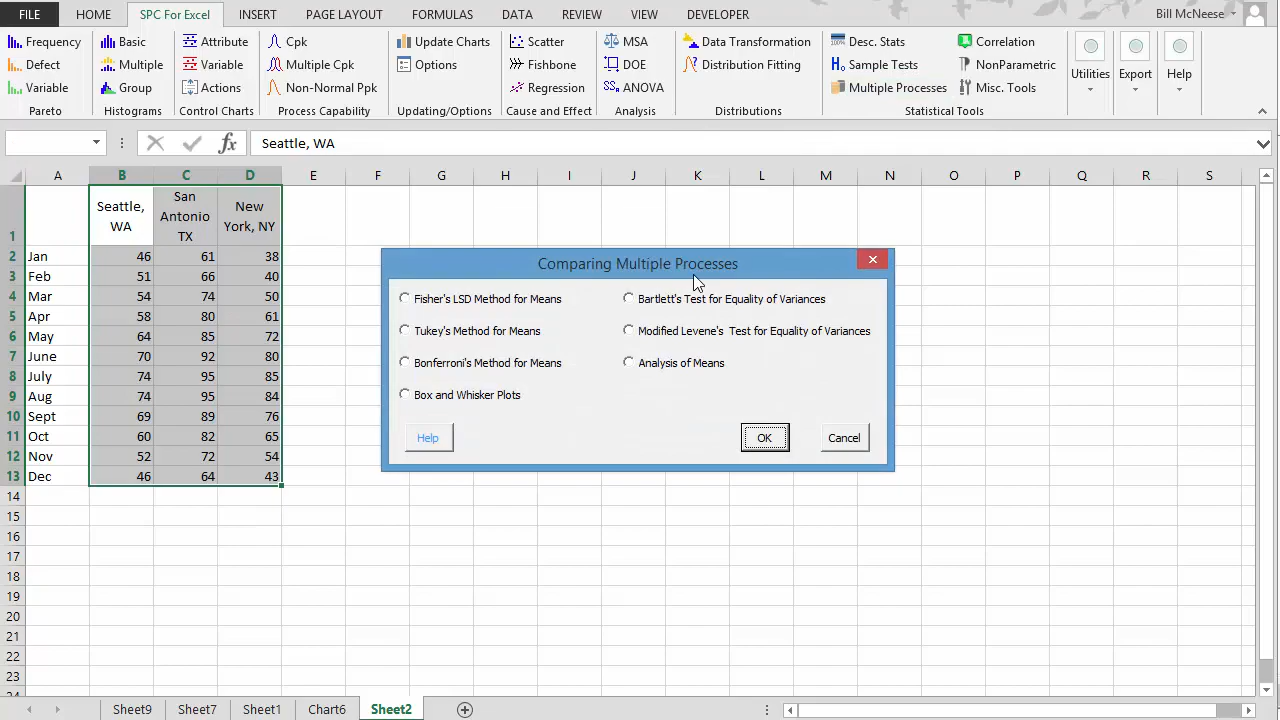 FILE HOME SPC For Excel INSERT PAGE LAYOUT FORMULAS DATA REVIEW VIEW DEVELOPER Bill McNeese
Frequency Basic Attribute Cpk Update Charts Scatter MSA Data Transformation Desc. Stats Correlation
Defect Multiple Variable Multiple Cpk Options Fishbone DOE Distribution Fitting Sample Tests NonParametric Utilities Export Help
Variable Group Actions Non-Normal Ppk Regression ANOVA Multiple Processes Misc. Tools
Pareto Histograms Control Charts Process Capability Updating/Options Cause and Effect Analysis Distributions Statistical Tools
fx Seattle, WA
A B C D E F G H I J K L M N O P Q R S
1 Seattle, WA San Antonio TX New York, NY
2 Jan 46 61 38
3 Feb 51 66 40
4 Mar 54 74 50
5 Apr 58 80 61
6 May 64 85 72
7 June 70 92 80
8 July 74 95 85
9 Aug 74 95 84
10 Sept 69 89 76
11 Oct 60 82 65
12 Nov 52 72 54
13 Dec 46 64 43
14
15
16
17
18
19
20
21
22
23
24
Comparing Multiple Processes
Fisher's LSD Method for Means Bartlett's Test for Equality of Variances
Tukey's Method for Means Modified Levene's Test for Equality of Variances
Bonferroni's Method for Means Analysis of Means
Box and Whisker Plots
Help OK Cancel
Sheet9 Sheet7 Sheet1 Chart6 Sheet2